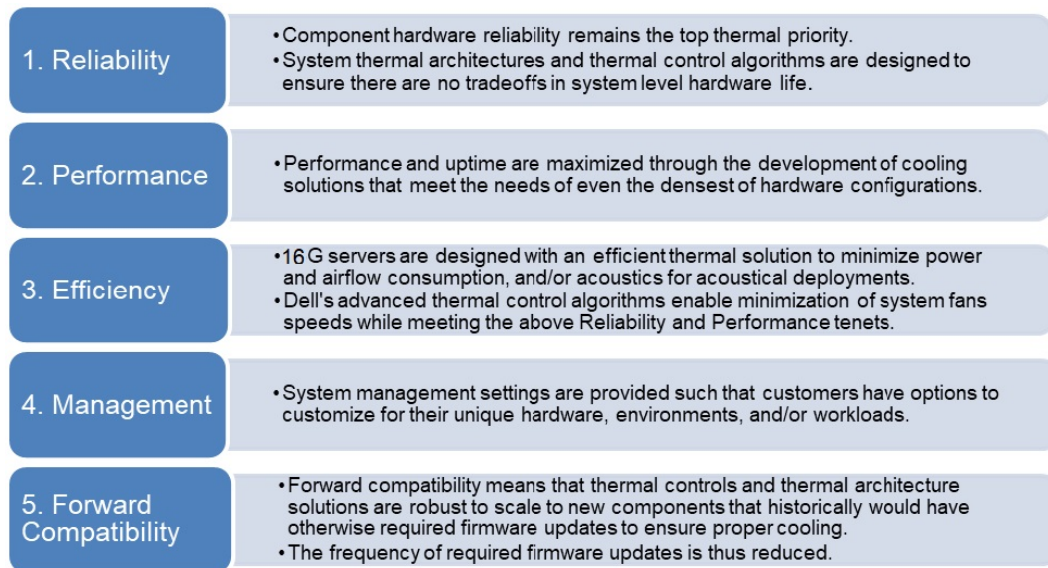 1. Reliability
•Component hardware reliability remains the top thermal priority.
•System thermal architectures and thermal control algorithms are designed to
ensure there are no tradeoffs in system level hardware life.
2. Performance
•Performance and uptime are maximized through the development of cooling
solutions that meet the needs of even the densest of hardware configurations.
3. Efficiency
•16G servers are designed with an efficient thermal solution to minimize power
and airflow consumption, and/or acoustics for acoustical deployments.
•Dell's advanced thermal control algorithms enable minimization of system fans
speeds while meeting the above Reliability and Performance tenets.
4. Management
•System management settings are provided such that customers have options to
customize for their unique hardware, environments, and/or workloads.
5. Forward
Compatibility
•Forward compatibility means that thermal controls and thermal architecture
solutions are robust to scale to new components that historically would have
otherwise required firmware updates to ensure proper cooling.
•The frequency of required firmware updates is thus reduced.